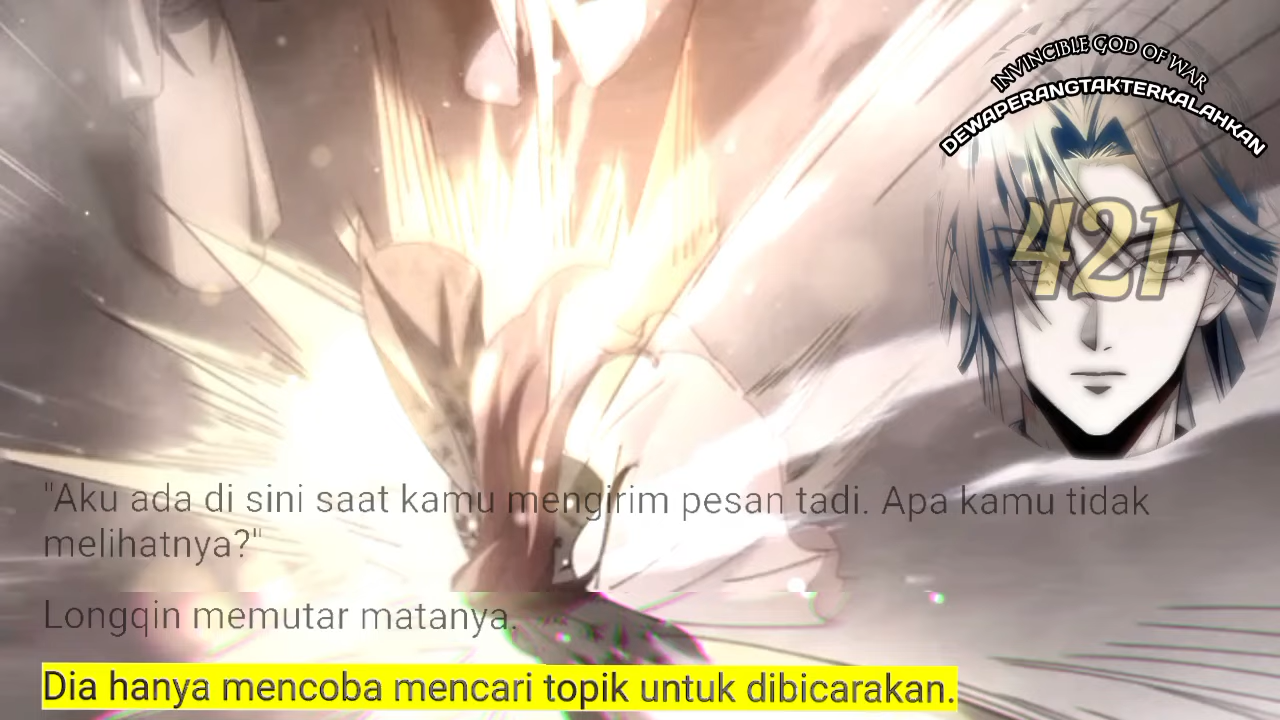 INVINCIBLE GOD OF WAR
DEWAPERANGTAKTERKALAHKAN
421
"Aku ada di sini saat kamu mengirim pesan tadi. Apa kamu tidak
melihatnya?"
Longqin memutar matanya.
Dia hanya mencoba mencari topik untuk dibicarakan.